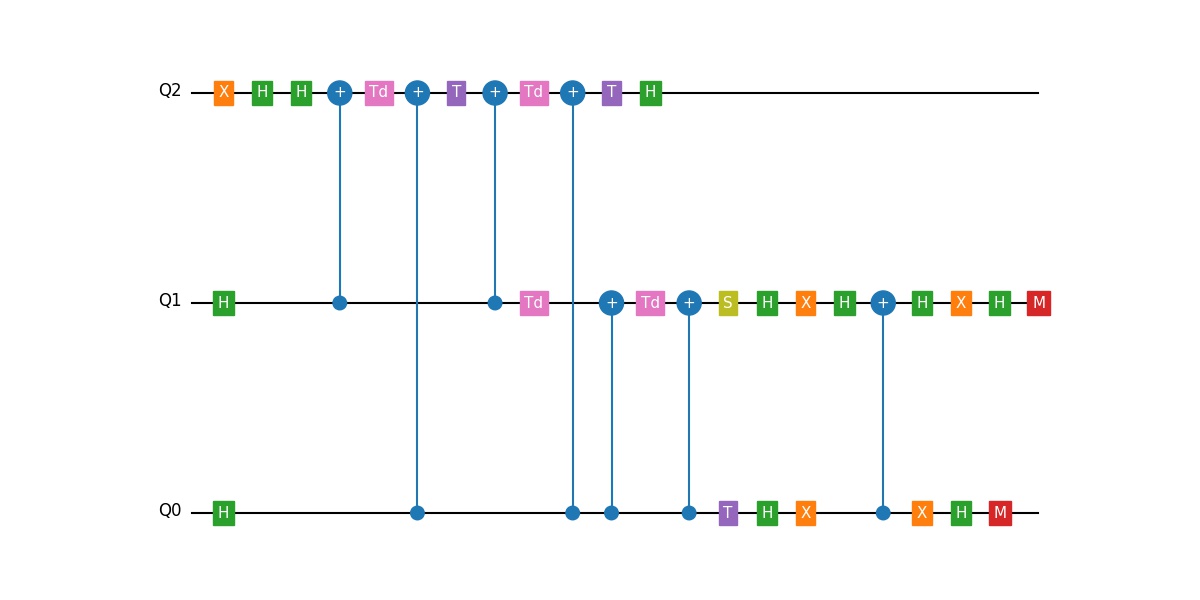 Q2 X H H + Td + T + Td + T H
Q1 H Td + Td + S H X H + H X H M
Q0 H T H X X H M